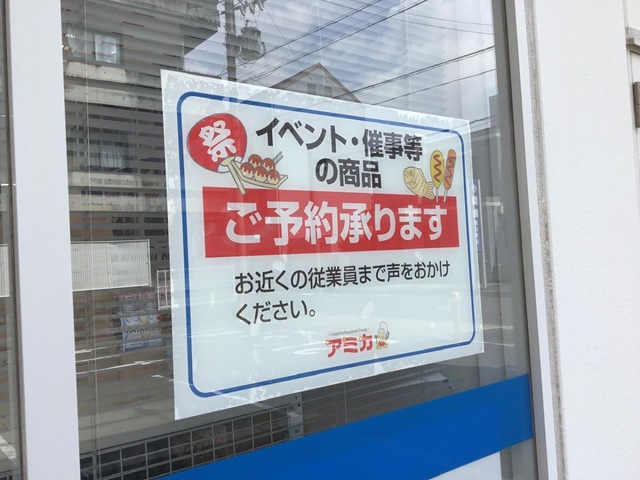 祭
イベント・催事等
の商品
ご予約承ります
お近くの従業員まで声をおかけ
ください。
アミカ